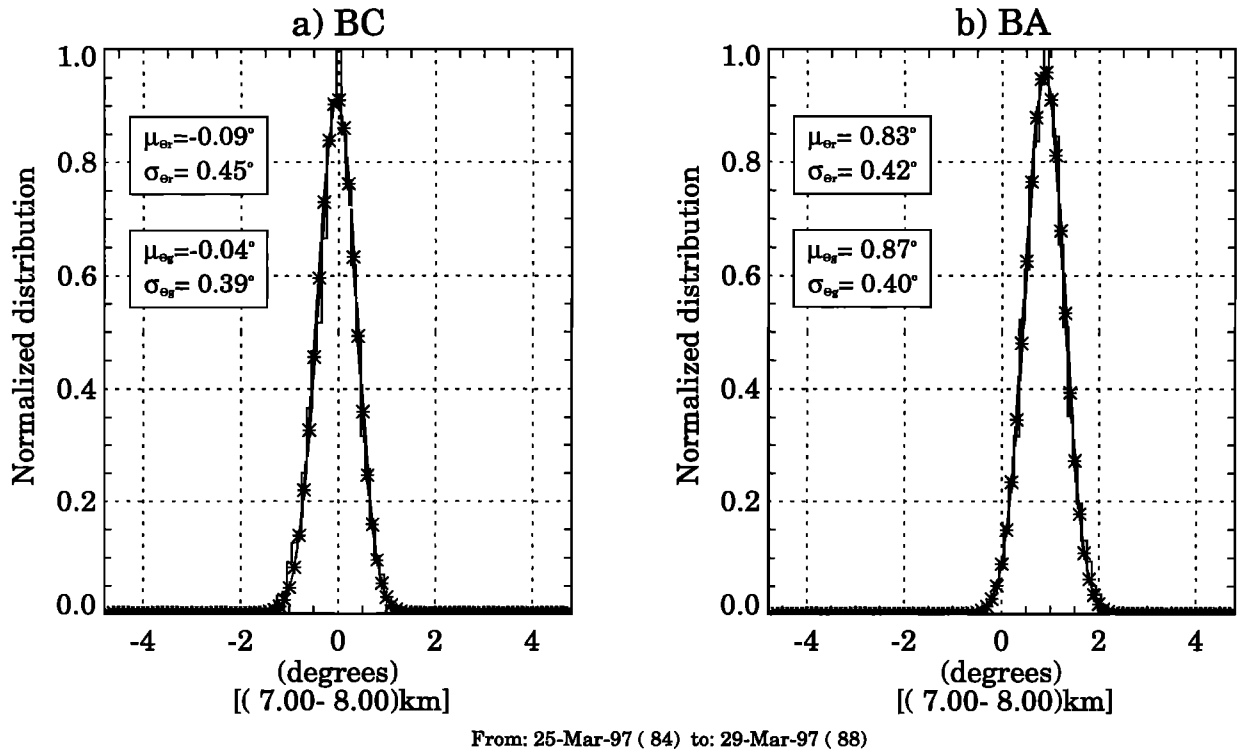 a) BC
1.0
0.8
0.6
0.4
0.2
0.0
Normalized distribution
μθr=-0.09°
σθr= 0.45°
μθg=-0.04°
σθg= 0.39°
-4 -2 0 2 4
(degrees)
[( 7.00- 8.00)km]
b) BA
1.0
0.8
0.6
0.4
0.2
0.0
Normalized distribution
μθr= 0.83°
σθr= 0.42°
μθg= 0.87°
σθg= 0.40°
-4 -2 0 2 4
(degrees)
[( 7.00- 8.00)km]
From: 25-Mar-97 ( 84) to: 29-Mar-97 ( 88)